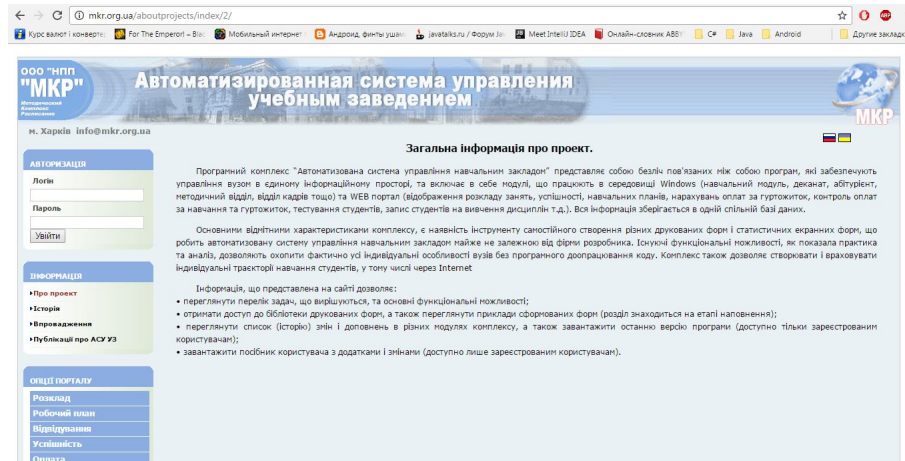 mkr.org.ua/aboutprojects/index/2/
Курс валют і конверте
For The Emperor! – Blac
Мобильный интернет
Андроид, финты ушам
javatalks.ru / Форум Ja
Meet IntelliJ IDEA
Онлайн-словник ABBY
C#
Java
Android
Другие закладк
ООО "НПП
"МКР"
Методический
Комплекс
Расписания
Автоматизированная система управления
учебным заведением
МКР
м. Харків info@mkr.org.ua
АВТОРИЗАЦІЯ
Логін
Пароль
Увійти
ІНФОРМАЦІЯ
Про проект
Історія
Впровадження
Публікації про АСУ УЗ
ОПЦІЇ ПОРТАЛУ
Розклад
Робочий план
Відвідування
Успішність
Оплата
Загальна інформація про проект.
Програмний комплекс "Автоматизована система управління навчальним закладом" представляє собою безліч пов'язаних між собою програм, які забезпечують
управління вузом в єдиному інформаційному просторі, та включає в себе модулі, що працюють в середовищі Windows (навчальний модуль, деканат, абітурієнт,
методичний відділ, відділ кадрів тощо) та WEB портал (відображення розкладу занять, успішності, навчальних планів, нарахувань оплат за гуртожиток, контроль оплат
за навчання та гуртожиток, тестування студентів, запис студентів на вивчення дисциплін т.д.). Вся інформація зберігається в одній спільній базі даних.
Основними відмітними характеристиками комплексу, є наявність інструменту самостійного створення різних друкованих форм і статистичних екранних форм, що
робить автоматизовану систему управління навчальним закладом майже не залежною від фірми розробника. Існуючі функціональні можливості, як показала практика
та аналіз, дозволяють охопити фактично усі індивідуальні особливості вузів без програмного доопрацювання коду. Комплекс також дозволяє створювати і враховувати
індивідуальні траєкторії навчання студентів, у тому числі через Internet
Інформація, що представлена на сайті дозволяє:
• переглянути перелік задач, що вирішуються, та основні функціональні можливості;
• отримати доступ до бібліотеки друкованих форм, а також переглянути приклади сформованих форм (розділ знаходиться на етапі наповнення);
• переглянути список (історію) змін і доповнень в різних модулях комплексу, а також завантажити останню версію програми (доступно тільки зареєстрованим
користувачам);
• завантажити посібник користувача з додатками і змінами (доступно лише зареєстрованим користувачам).